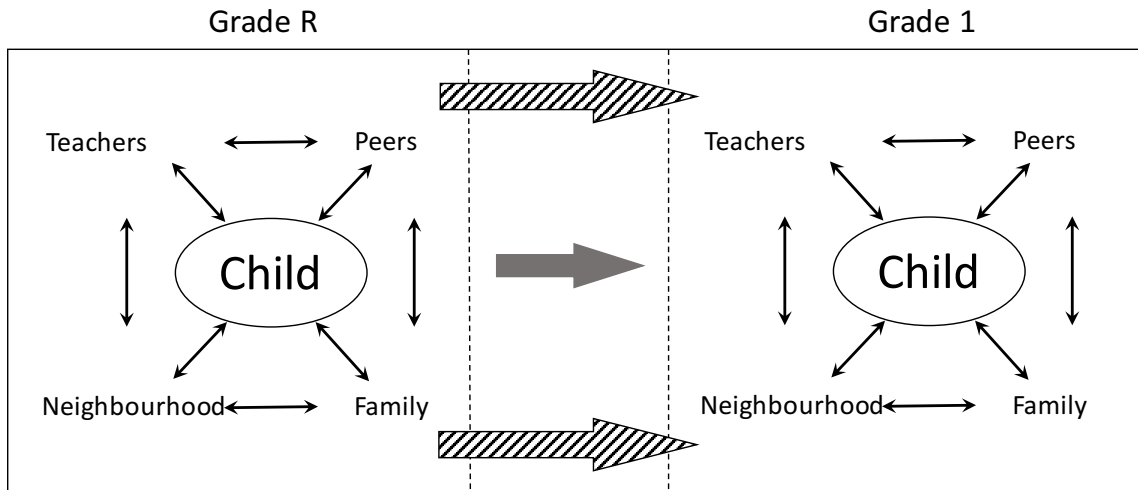 Grade R
Grade 1
Teachers
Peers
Child
Neighbourhood
Family
Teachers
Peers
Child
Neighbourhood
Family